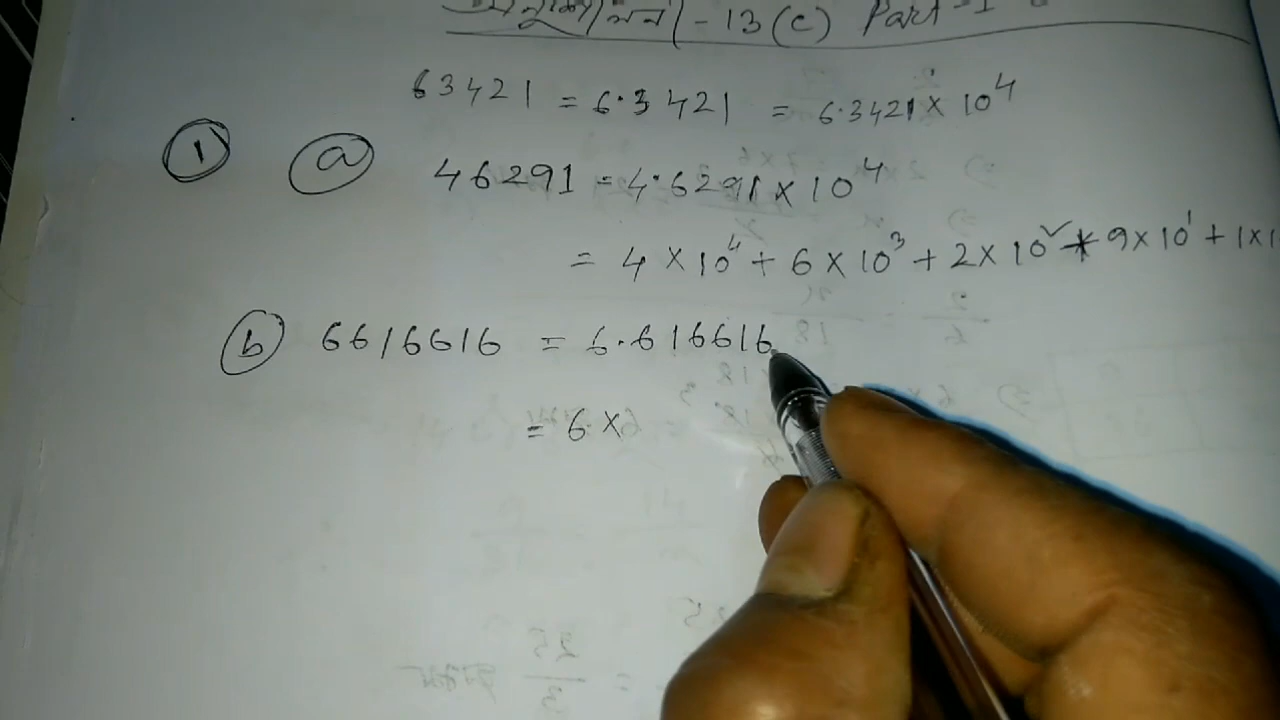 -13(c) Part-1
63421 = 6.3421 = 6.3421 × 10⁴
① ⓐ 46291 = 4.6291 × 10⁴
= 4 × 10⁴ + 6 × 10³ + 2 × 10² + 9 × 10¹ + 1 × 1
ⓑ 6616616 = 6.616616
= 6 ×